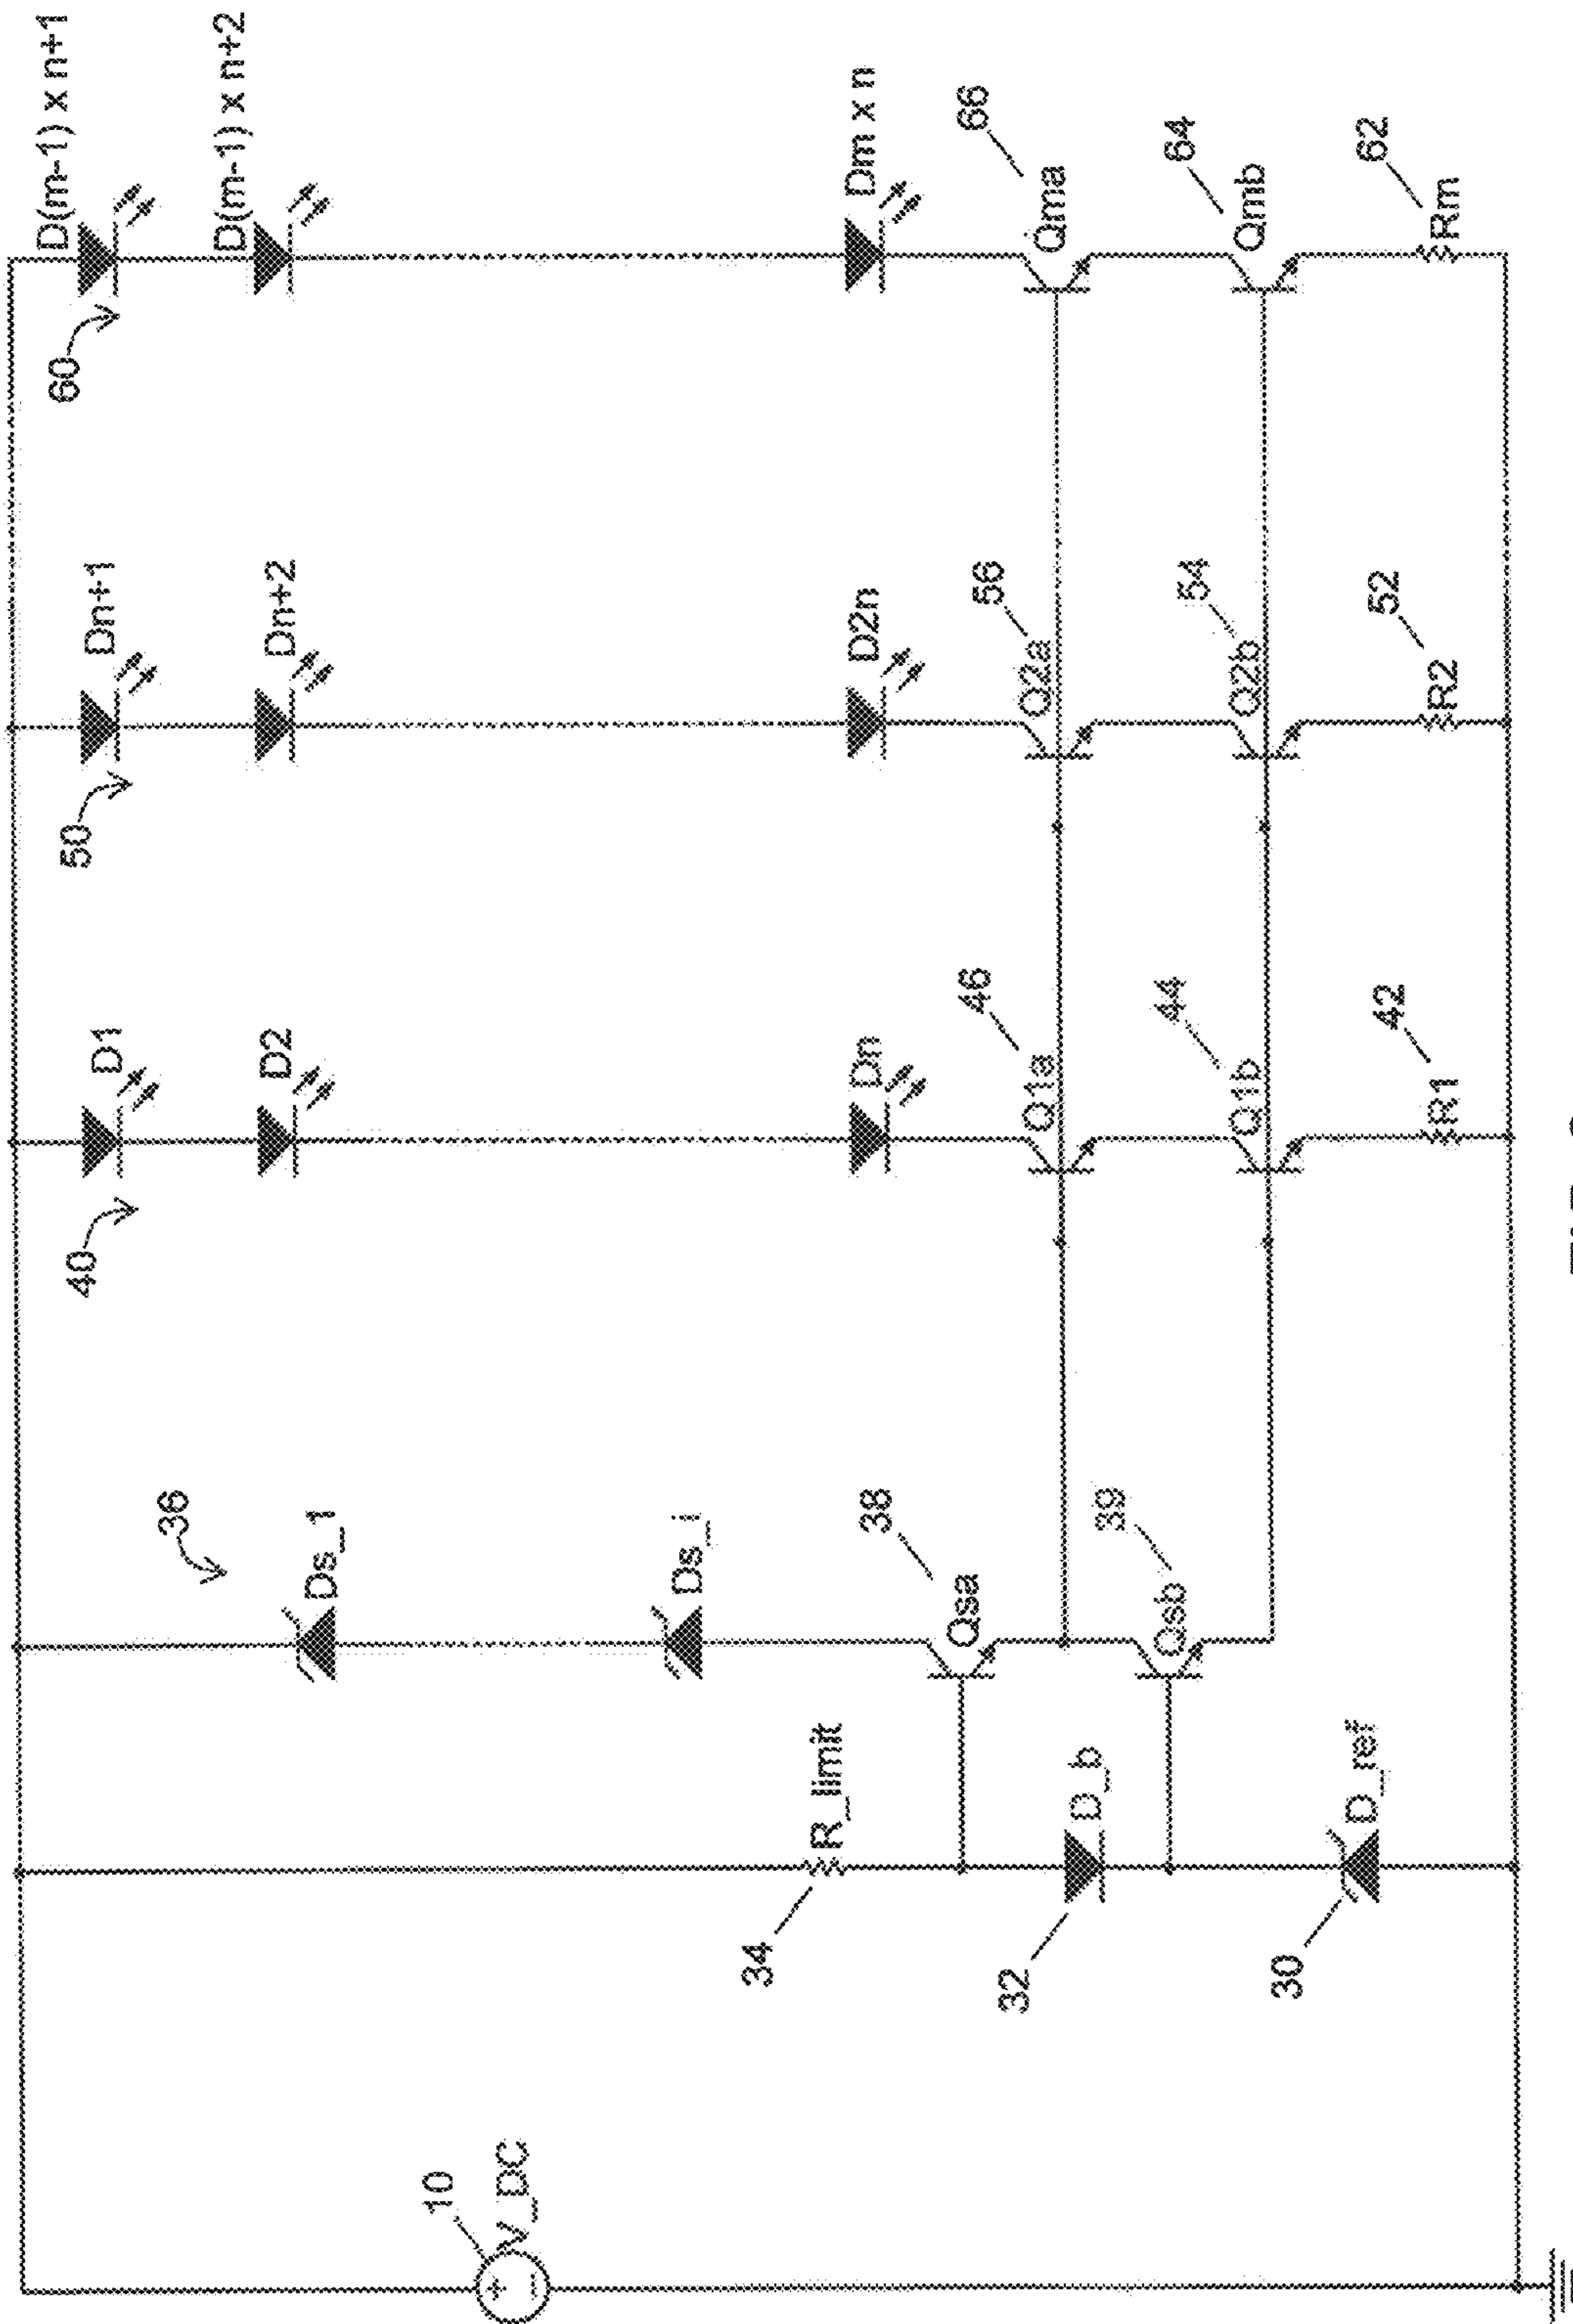 10
V_DC
34
R_limit
32
D_b
30
D_ref
36
Ds_1
Ds_i
38
Qsa
39
Qsb
40
D1
D2
Dn
46
Q1a
44
Q1b
42
R1
50
Dn+1
Dn+2
D2n
56
Q2a
54
Q2b
52
R2
60
D(m-1) x n+1
D(m-1) x n+2
Dm x n
66
Qma
64
Qmb
62
Rm